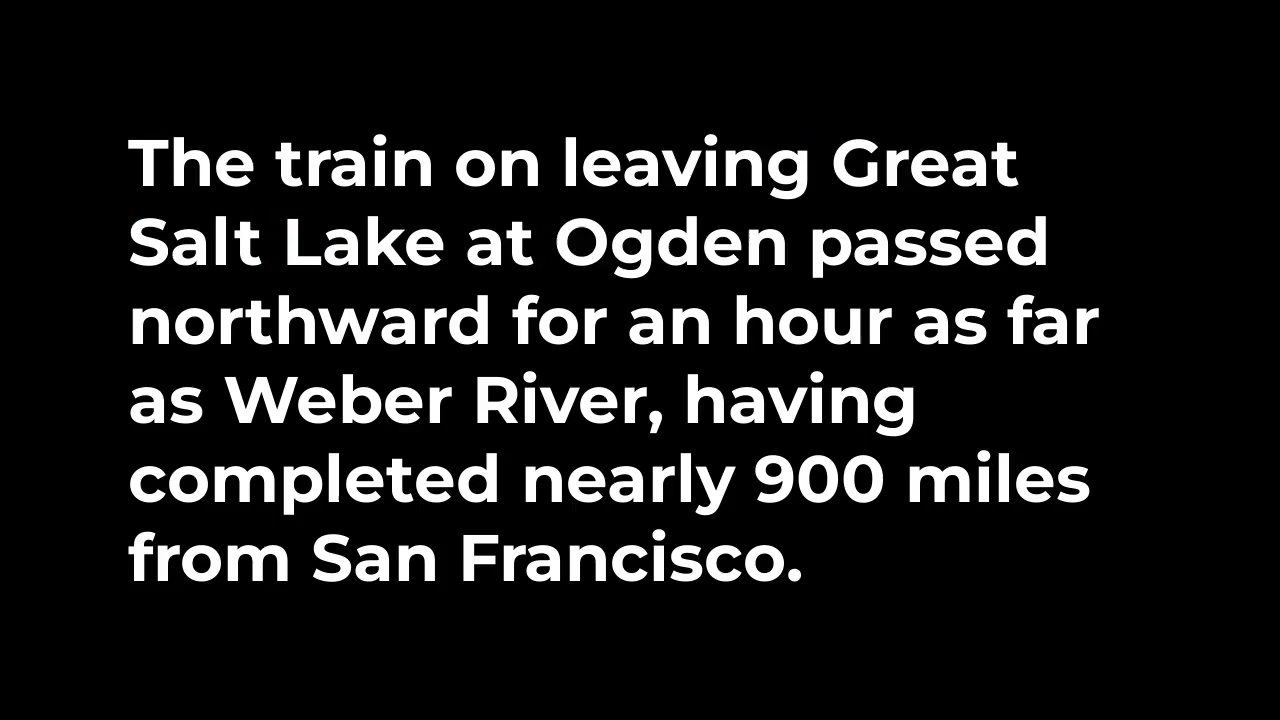 The train on leaving Great
Salt Lake at Ogden passed
northward for an hour as far
as Weber River, having
completed nearly 900 miles
from San Francisco.